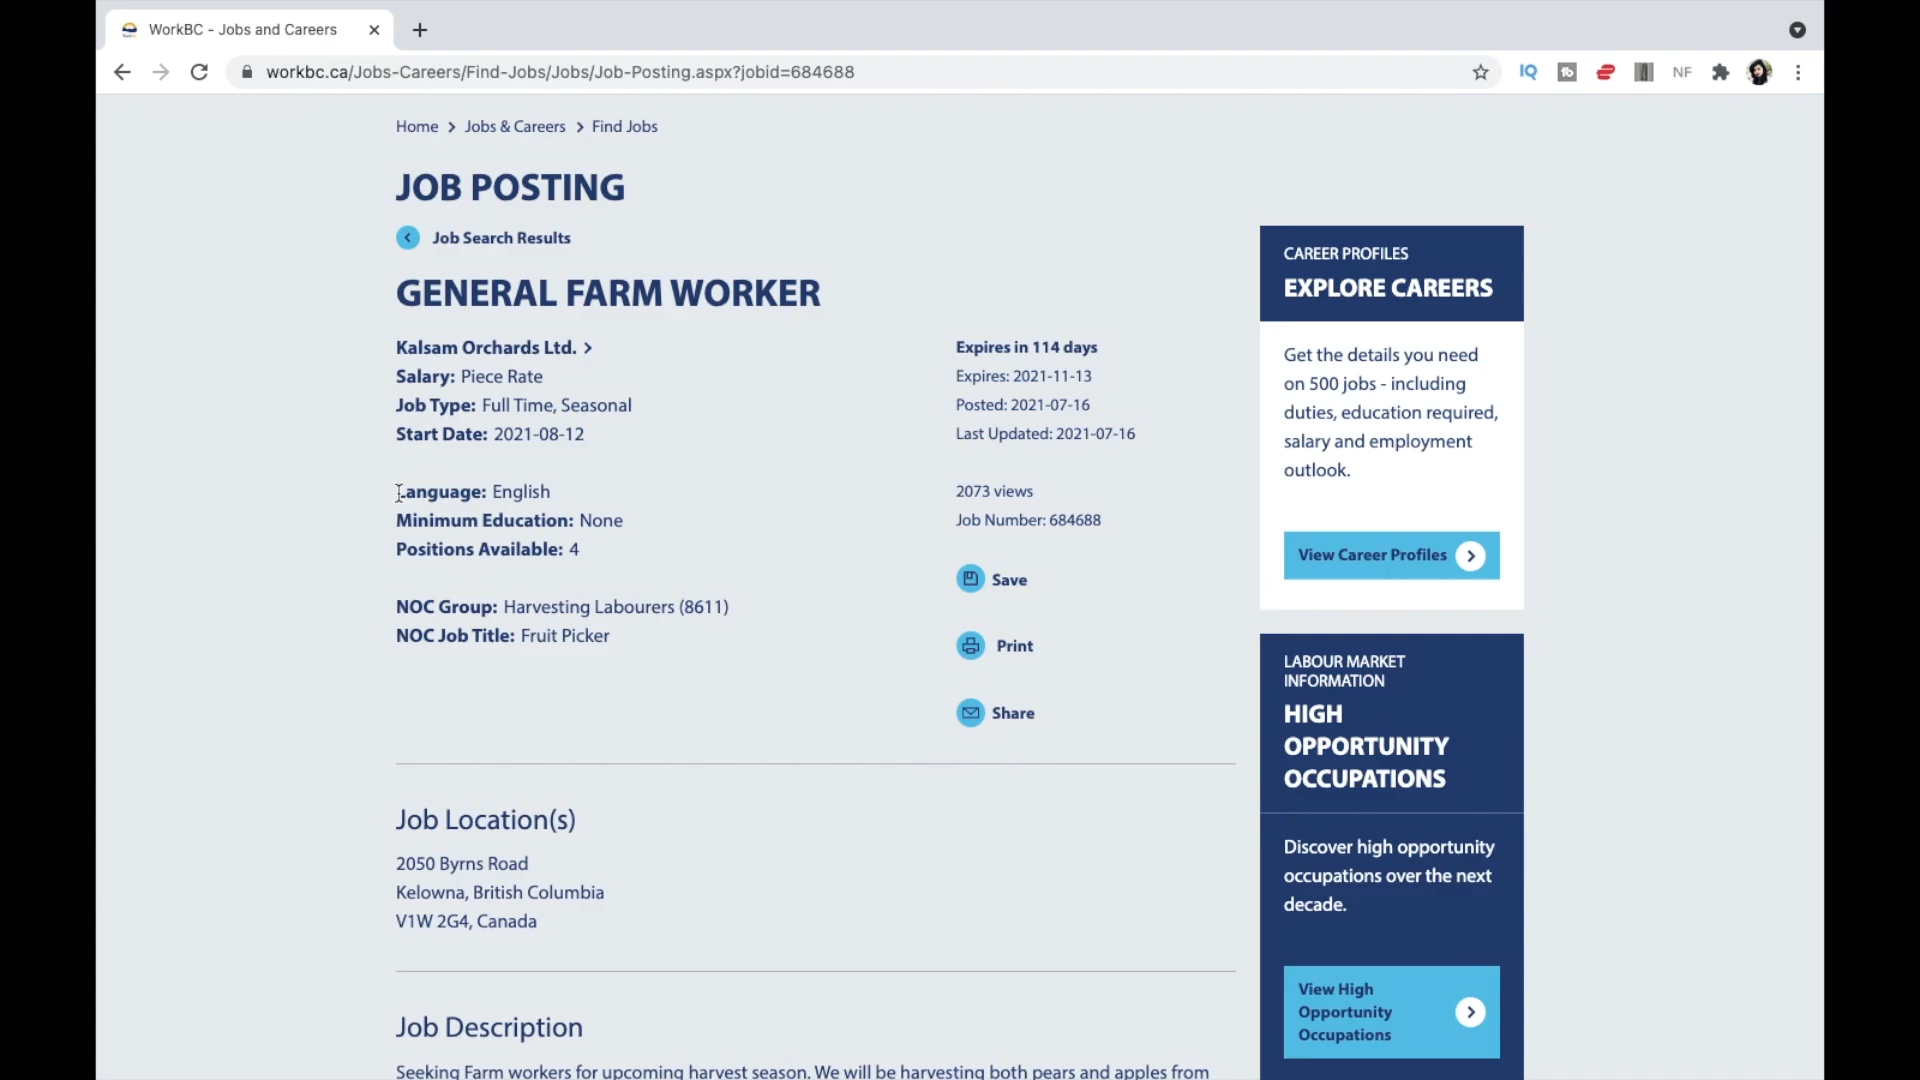 WorkBC - Jobs and Careers
workbc.ca/Jobs-Careers/Find-Jobs/Jobs/Job-Posting.aspx?jobid=684688
IQ
tb
NF
Home > Jobs & Careers > Find Jobs
JOB POSTING
Job Search Results
GENERAL FARM WORKER
Kalsam Orchards Ltd. >
Salary: Piece Rate
Job Type: Full Time, Seasonal
Start Date: 2021-08-12
Language: English
Minimum Education: None
Positions Available: 4
NOC Group: Harvesting Labourers (8611)
NOC Job Title: Fruit Picker
Expires in 114 days
Expires: 2021-11-13
Posted: 2021-07-16
Last Updated: 2021-07-16
2073 views
Job Number: 684688
Save
Print
Share
Job Location(s)
2050 Byrns Road
Kelowna, British Columbia
V1W 2G4, Canada
Job Description
Seeking Farm workers for upcoming harvest season. We will be harvesting both pears and apples from
CAREER PROFILES
EXPLORE CAREERS
Get the details you need
on 500 jobs - including
duties, education required,
salary and employment
outlook.
View Career Profiles
LABOUR MARKET
INFORMATION
HIGH
OPPORTUNITY
OCCUPATIONS
Discover high opportunity
occupations over the next
decade.
View High
Opportunity
Occupations